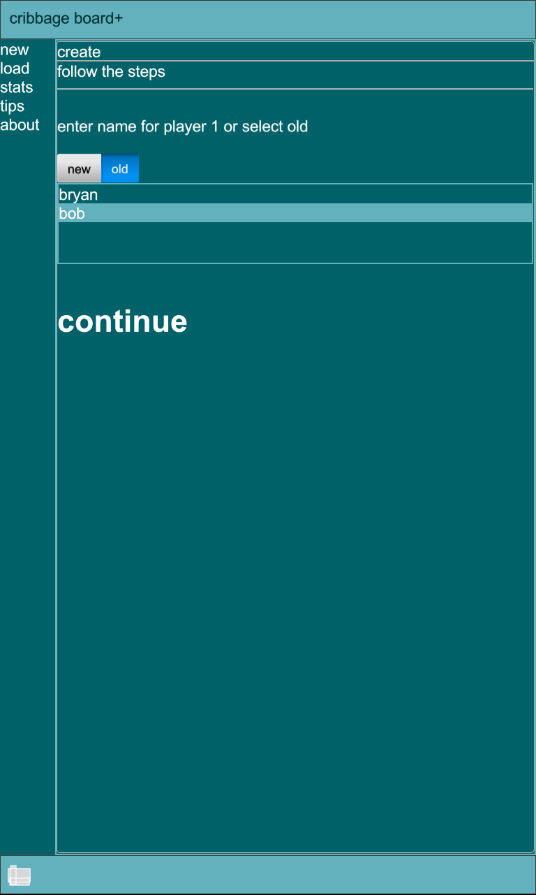 cribbage board+
new
load
stats
tips
about
create
follow the steps
enter name for player 1 or select old
new old
bryan
bob
continue